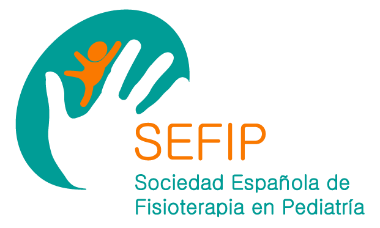 SEFIP
Sociedad Española de
Fisioterapia en Pediatría